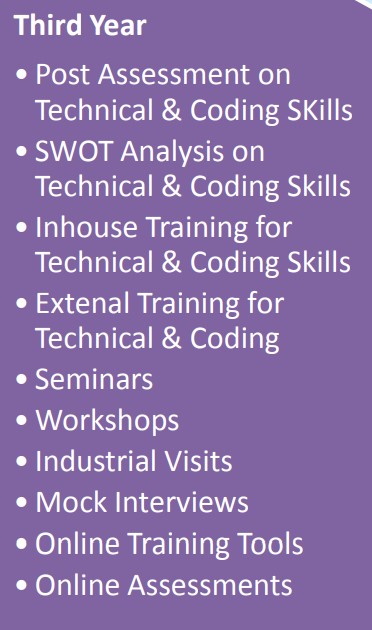 Third Year
• Post Assessment on
Technical & Coding SKills
• SWOT Analysis on
Technical & Coding Skills
• Inhouse Training for
Technical & Coding Skills
• Extenal Training for
Technical & Coding
• Seminars
• Workshops
• Industrial Visits
• Mock Interviews
• Online Training Tools
• Online Assessments